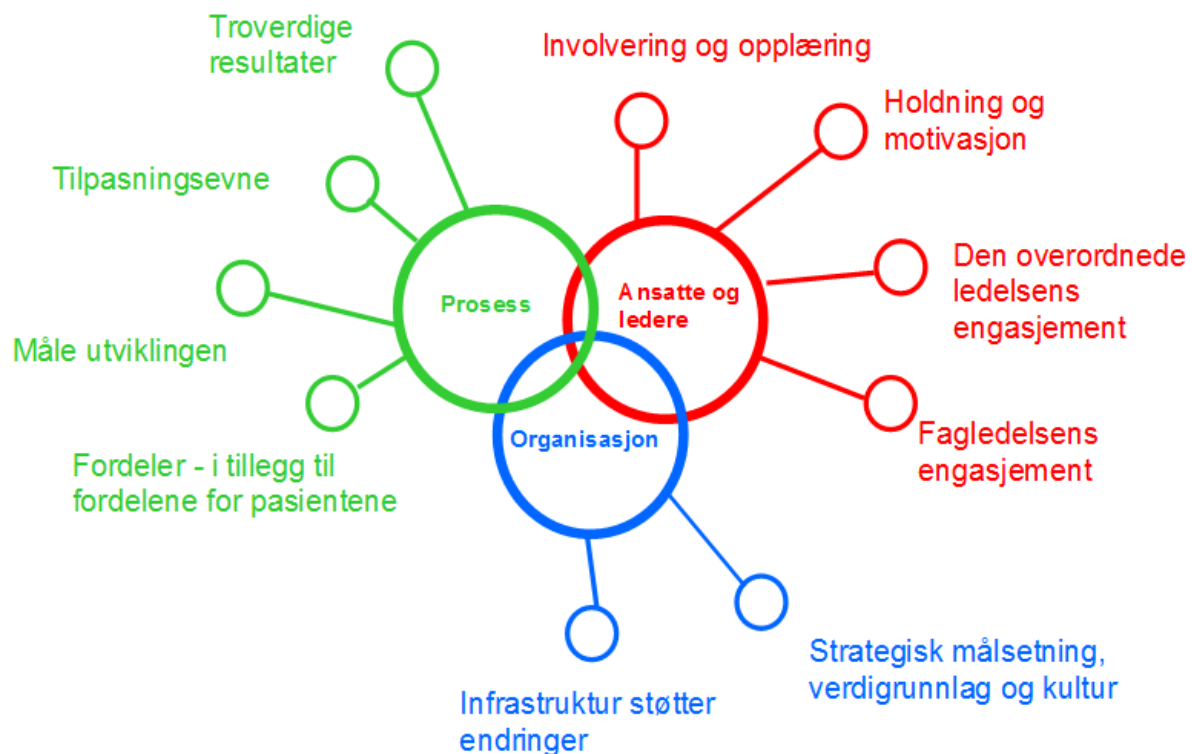 Troverdige
resultater
Involvering og opplæring
Holdning og
motivasjon
Tilpasningsevne
Den overordnede
ledelsens
engasjement
Prosess
Ansatte og
ledere
Måle utviklingen
Fagledelsens
engasjement
Organisasjon
Fordeler - i tillegg til
fordelene for pasientene
Strategisk målsetning,
verdigrunnlag og kultur
Infrastruktur støtter
endringer